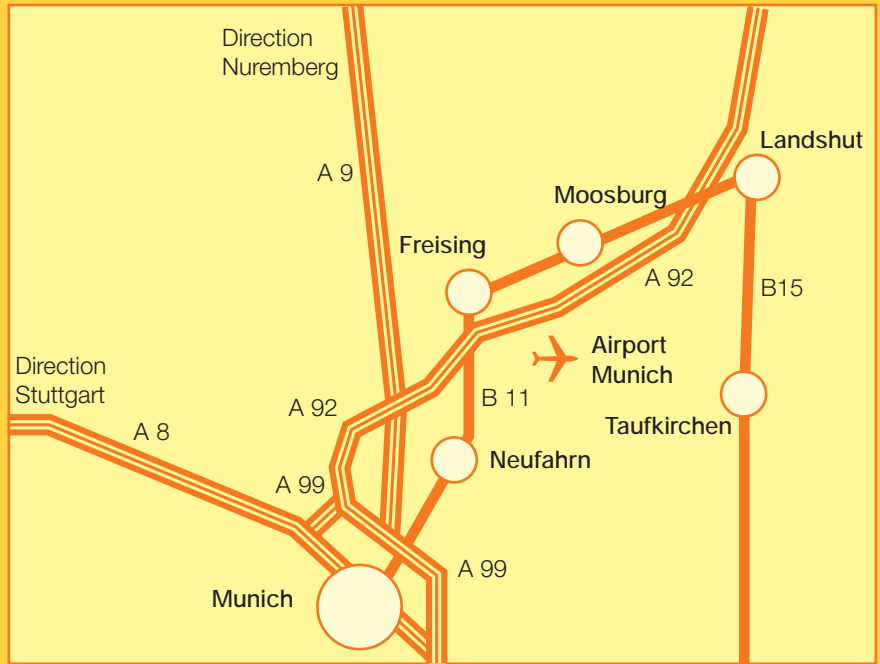 Direction
Nuremberg
Landshut
A 9
Moosburg
Freising
A 92
B15
Airport
Munich
Direction
Stuttgart
A 92
B 11
Taufkirchen
A 8
Neufahrn
A 99
A 99
Munich